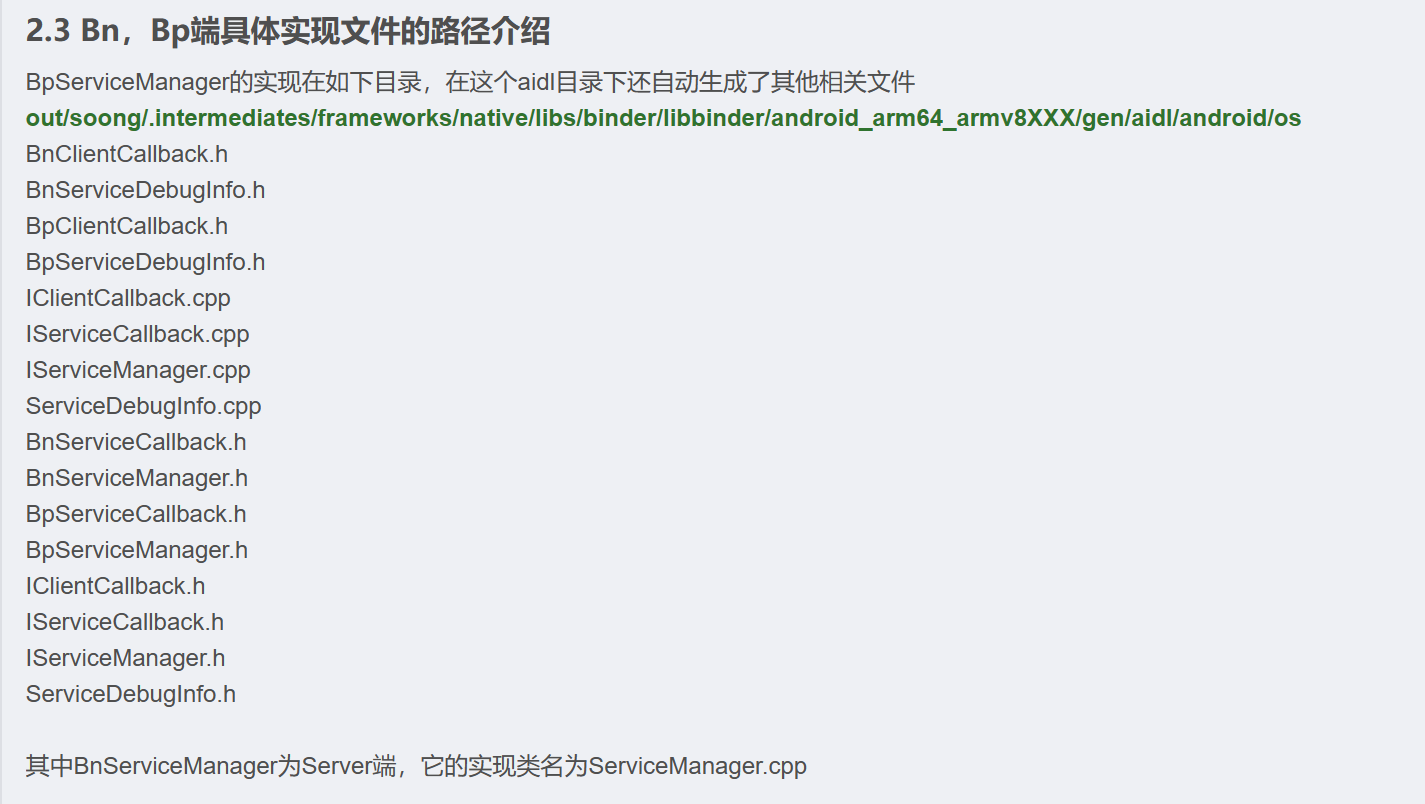 2.3 Bn，Bp端具体实现文件的路径介绍
BpServiceManager的实现在如下目录，在这个aidl目录下还自动生成了其他相关文件
out/soong/.intermediates/frameworks/native/libs/binder/libbinder/android_arm64_armv8XXX/gen/aidl/android/os
BnClientCallback.h
BnServiceDebugInfo.h
BpClientCallback.h
BpServiceDebugInfo.h
IClientCallback.cpp
IServiceCallback.cpp
IServiceManager.cpp
ServiceDebugInfo.cpp
BnServiceCallback.h
BnServiceManager.h
BpServiceCallback.h
BpServiceManager.h
IClientCallback.h
IServiceCallback.h
IServiceManager.h
ServiceDebugInfo.h
其中BnServiceManager为Server端，它的实现类名为ServiceManager.cpp